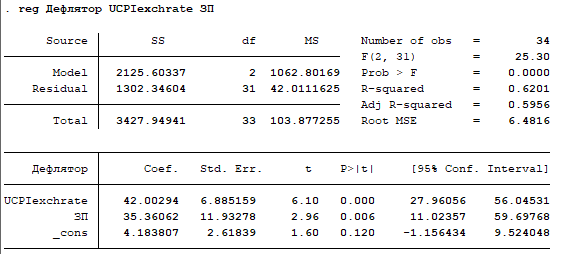 . reg Дефлятор UCPIexchrate ЗП
Source SS df MS Number of obs = 34
F(2, 31) = 25.30
Model 2125.60337 2 1062.80169 Prob > F = 0.0000
Residual 1302.34604 31 42.0111625 R-squared = 0.6201
Adj R-squared = 0.5956
Total 3427.94941 33 103.877255 Root MSE = 6.4816
Дефлятор Coef. Std. Err. t P>|t| [95% Conf. Interval]
UCPIexchrate 42.00294 6.885159 6.10 0.000 27.96056 56.04531
ЗП 35.36062 11.93278 2.96 0.006 11.02357 59.69768
_cons 4.183807 2.61839 1.60 0.120 -1.156434 9.524048